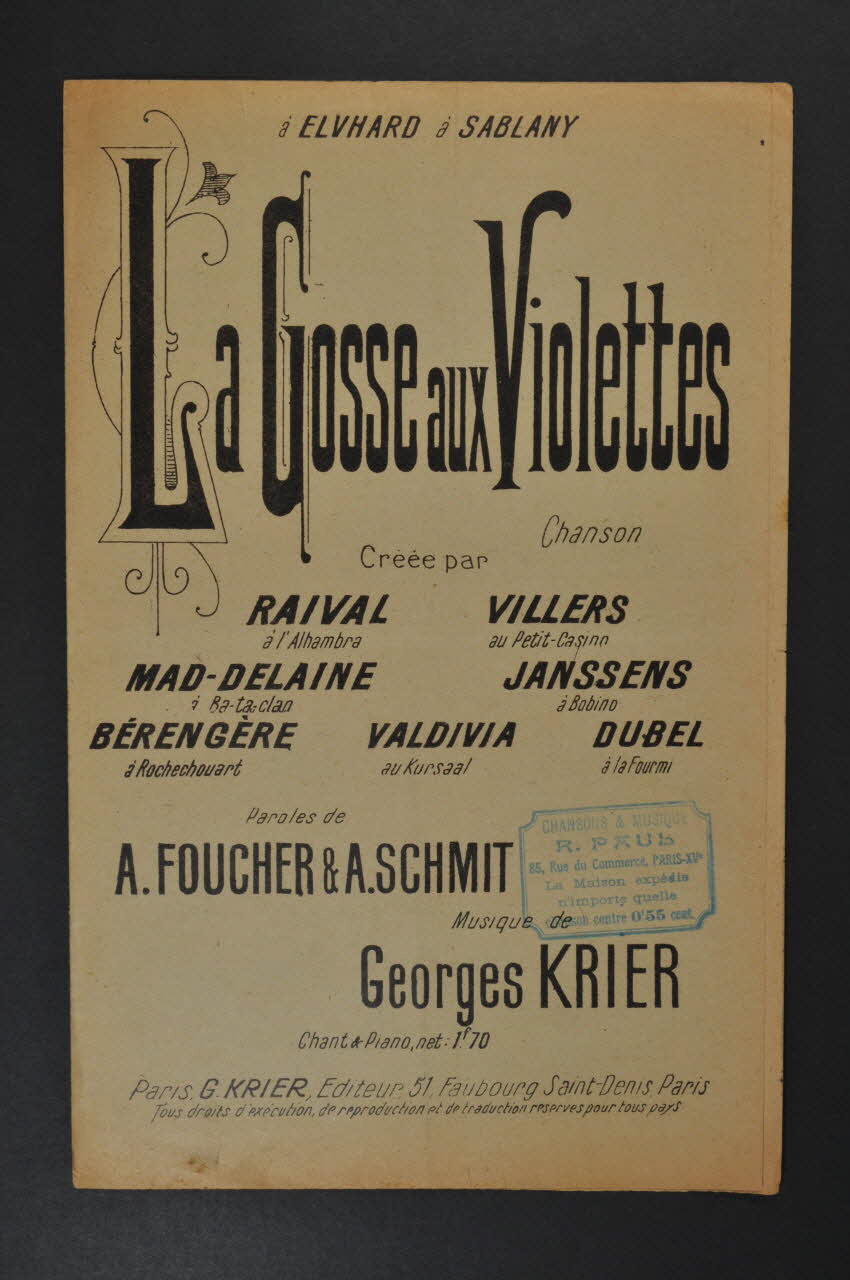 à ELVHARD à SABLANY
La Gosse aux Violettes
Chanson
Créée par
RAIVAL VILLERS
à l'Alhambra au Petit-Casino
MAD-DELAINE JANSSENS
à Ba-ta-clan à Bobino
BÉRENGÈRE VALDIVIA DUBEL
à Rochechouart au Kursaal à la Fourmi
Paroles de
A. FOUCHER & A. SCHMIT
CHANSONS & MUSIQUE
R. PAUL
85, Rue du Commerce, PARIS-XVe
La Maison expédie
n'importe quelle
chanson contre 0f55 cent.
Musique de
Georges KRIER
Chant & Piano, net: 1f.70
Paris, G. KRIER, Editeur, 51, Faubourg Saint-Denis, Paris
Tous droits d'exécution, de reproduction et de traduction reservés pour tous pays